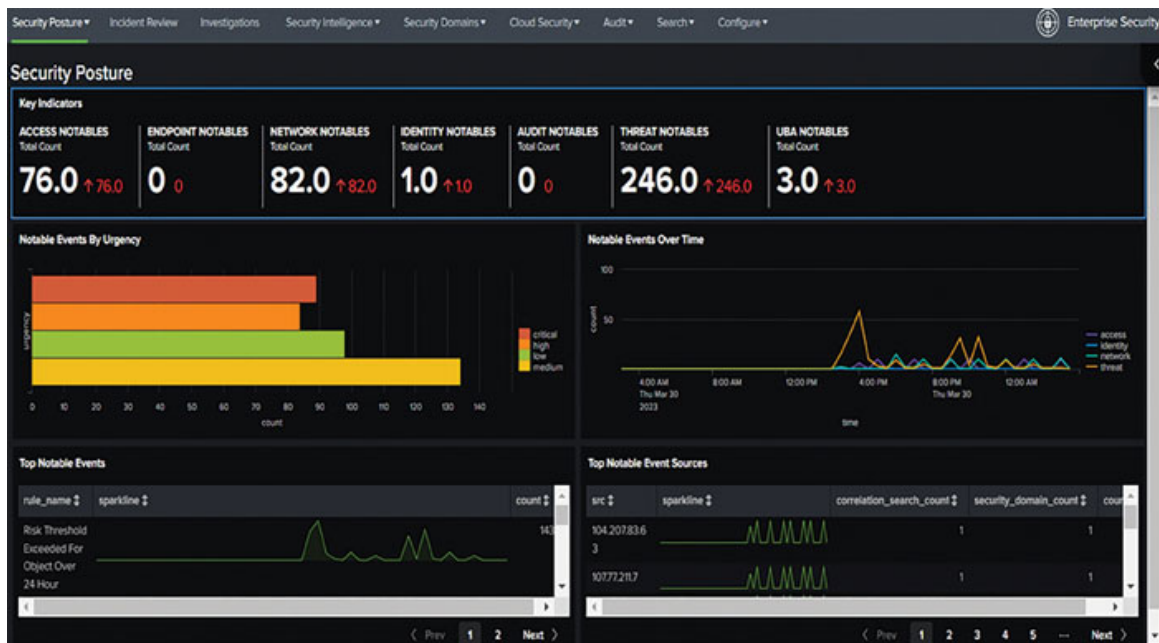 Security Posture Incident Review Investigations Security Intelligence Security Domains Cloud Security Audit Search Configure Enterprise Security
Security Posture
Key Indicators
ACCESS NOTABLES ENDPOINT NOTABLES NETWORK NOTABLES IDENTITY NOTABLES AUDIT NOTABLES THREAT NOTABLES UBA NOTABLES
Total Count Total Count Total Count Total Count Total Count Total Count Total Count
76.0 ↑76.0 0 0 82.0 ↑82.0 1.0 ↑1.0 0 0 246.0 ↑246.0 3.0 ↑3.0
Notable Events By Urgency
urgency
critical
high
low
medium
0 10 20 30 40 50 60 70 80 90 100 110 120 130 140
count
Notable Events Over Time
100
50
count
access
identity
network
threat
4:00 AM 8:00 AM 12:00 PM 4:00 PM 8:00 PM 12:00 AM
Thu Mar 30 Thu Mar 30
2023
time
Top Notable Events
rule_name sparkline count
Risk Threshold 143
Exceeded For
Object Over
24 Hour
< Prev 1 2 Next >
Top Notable Event Sources
src sparkline correlation_search_count security_domain_count
104.207.83.6 1 1
3
107.77.211.7 1 1
< Prev 1 2 3 4 5 ... Next >